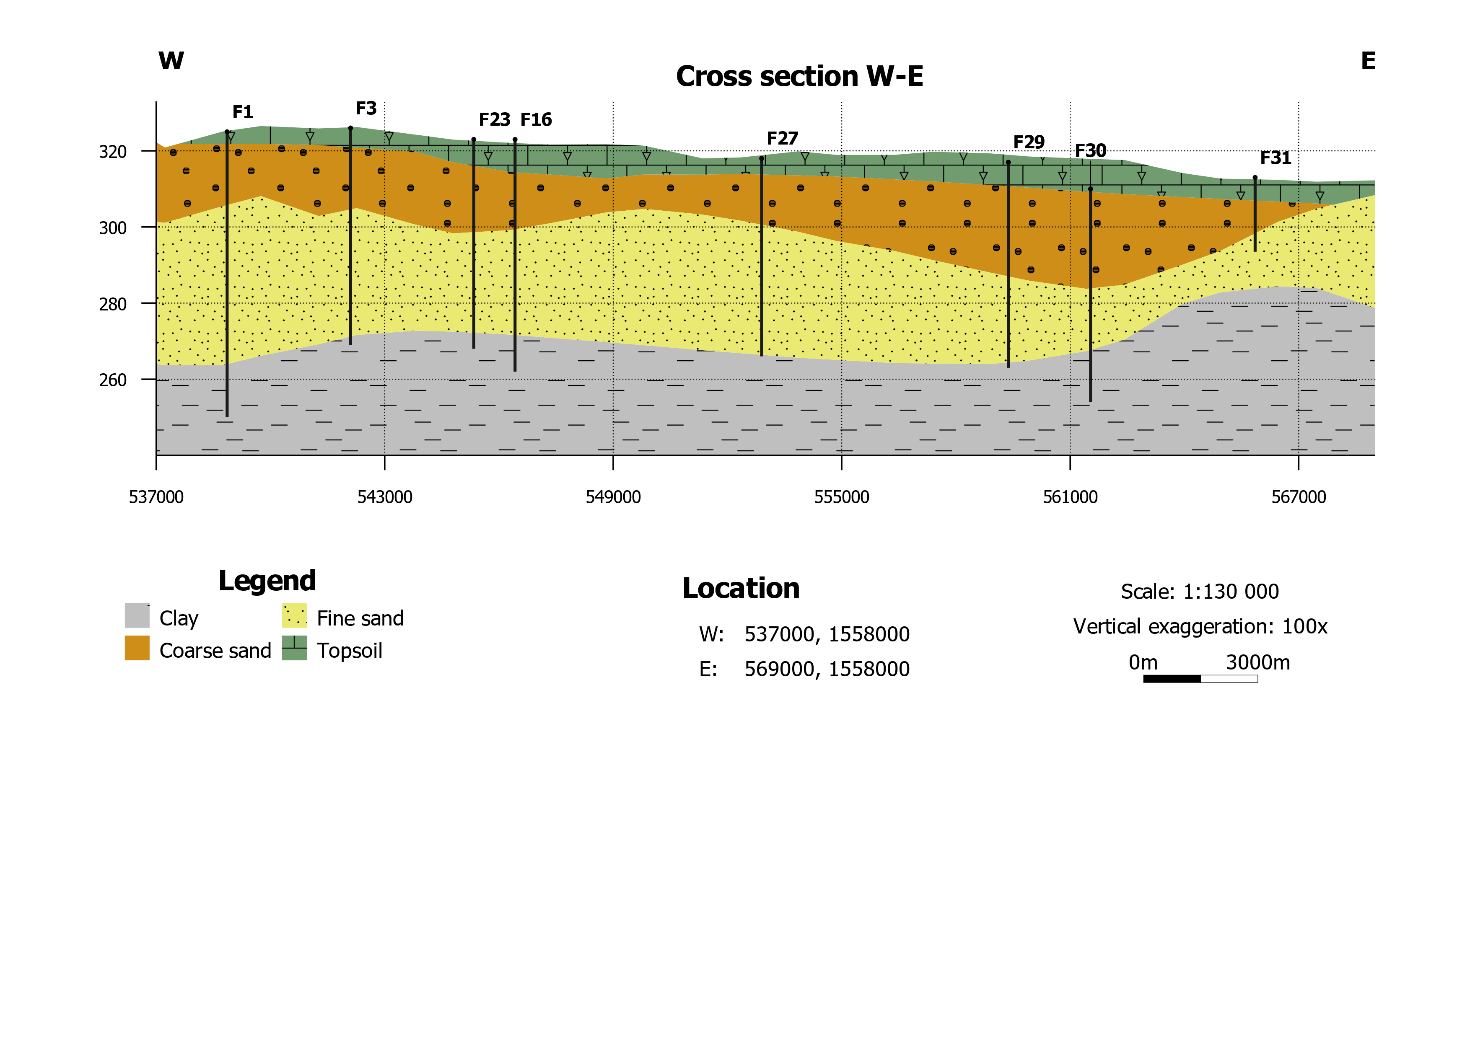 W
E
Cross section W-E
F1
F3
F23
F16
F27
F29
F30
F31
320
300
280
260
537000
543000
549000
555000
561000
567000
Legend
Clay
Fine sand
Coarse sand
Topsoil
Location
W: 537000, 1558000
E: 569000, 1558000
Scale: 1:130 000
Vertical exaggeration: 100x
0m 3000m